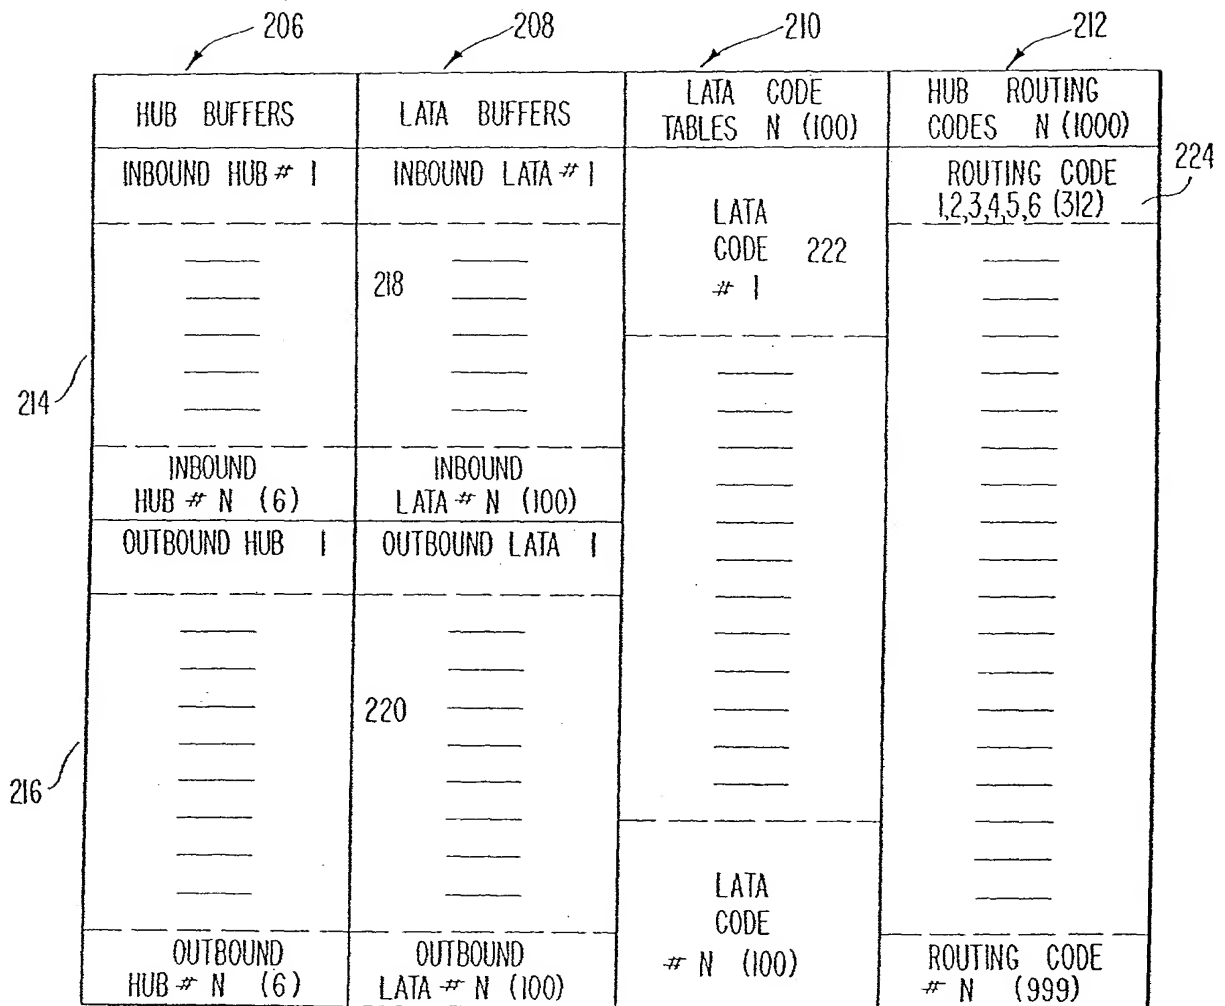 206
208
210
212
HUB BUFFERS
LATA BUFFERS
LATA CODE
TABLES N (100)
HUB ROUTING
CODES N (1000)
INBOUND HUB # 1
INBOUND LATA # 1
LATA
CODE 222
# 1
ROUTING CODE
1,2,3,4,5,6 (312)
224
218
214
INBOUND
HUB # N (6)
INBOUND
LATA # N (100)
OUTBOUND HUB 1
OUTBOUND LATA 1
220
216
LATA
CODE
# N (100)
OUTBOUND
HUB # N (6)
OUTBOUND
LATA # N (100)
ROUTING CODE
# N (999)